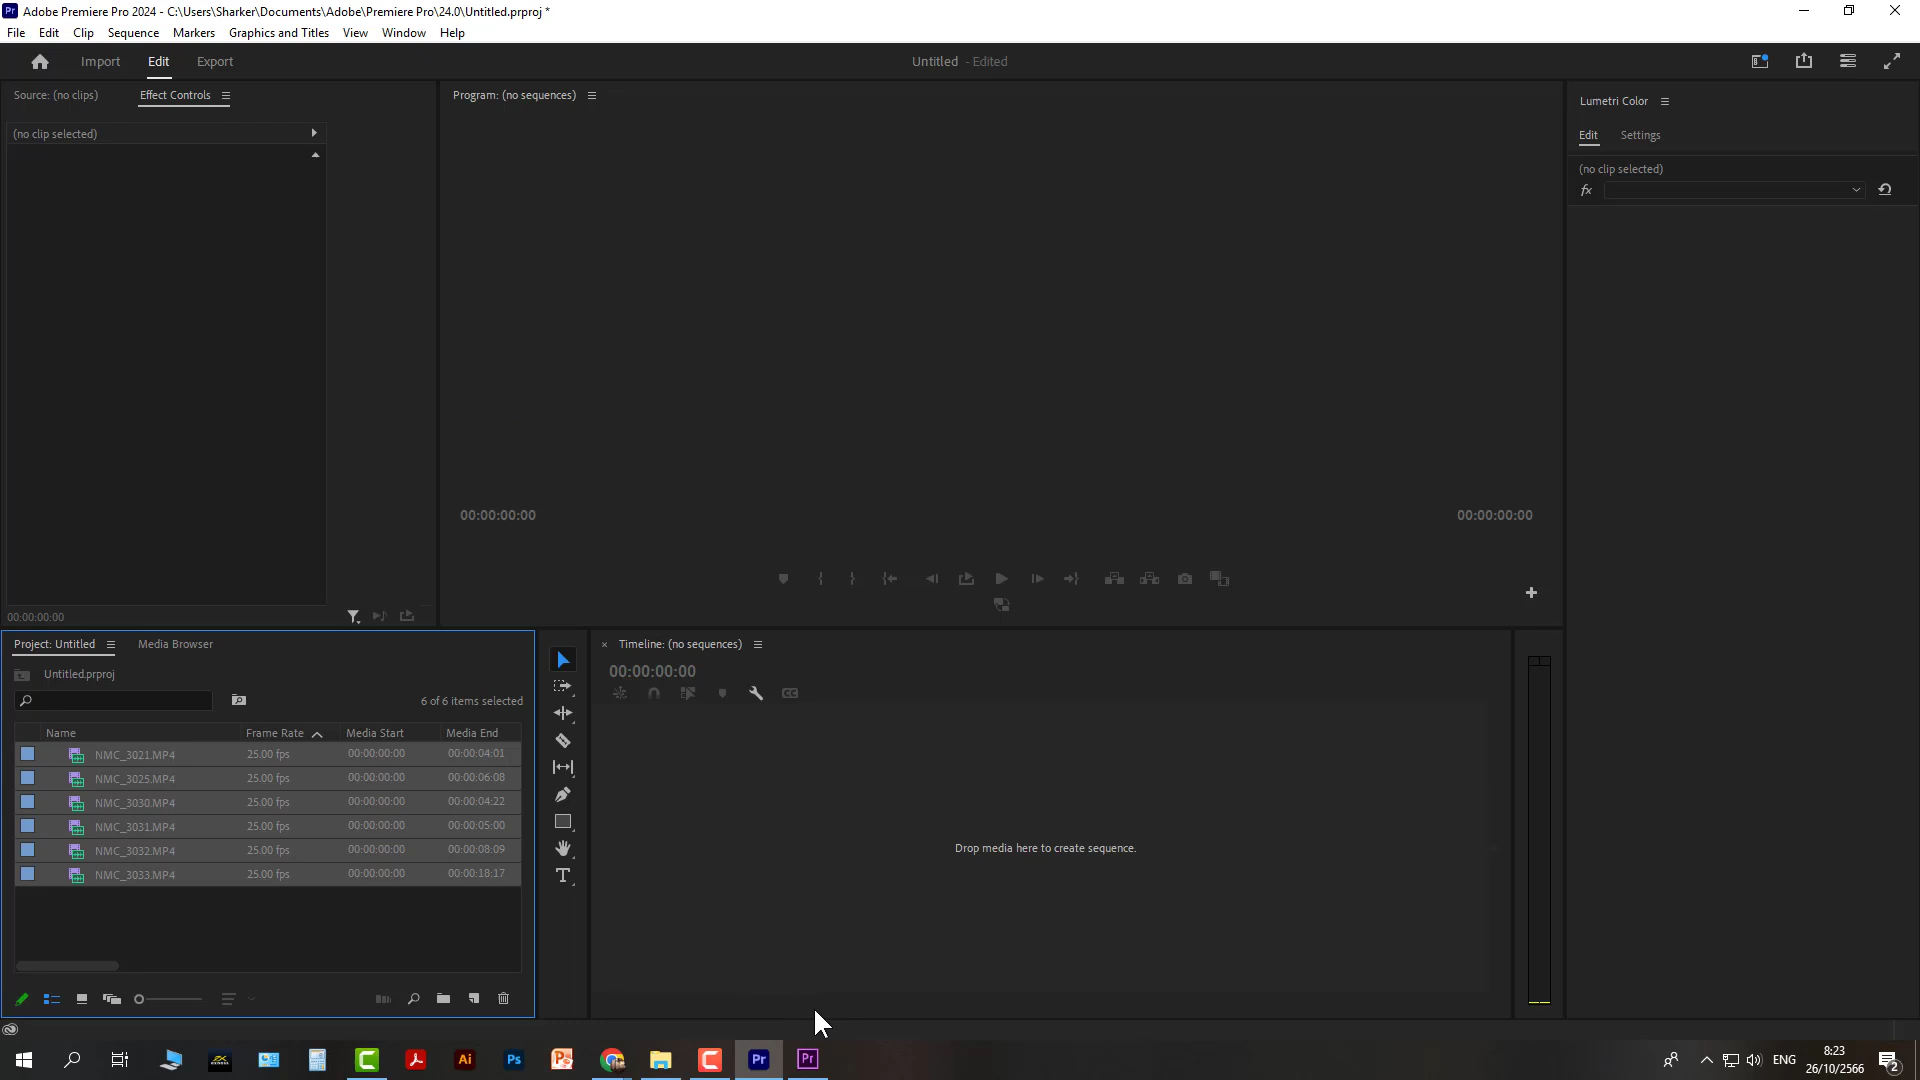 Adobe Premiere Pro 2024 - C:\Users\Sharker\Documents\Adobe\Premiere Pro\24.0\Untitled.prproj *
File Edit Clip Sequence Markers Graphics and Titles View Window Help
Import Edit Export
Untitled - Edited
Source: (no clips) Effect Controls
(no clip selected)
00:00:00:00
Program: (no sequences)
00:00:00:00 00:00:00:00
Lumetri Color
Edit Settings
(no clip selected)
fx
Project: Untitled Media Browser
Untitled.prproj
6 of 6 items selected
Name Frame Rate Media Start Media End
NMC_3021.MP4 25.00 fps 00:00:00:00 00:00:04:01
NMC_3025.MP4 25.00 fps 00:00:00:00 00:00:06:08
NMC_3030.MP4 25.00 fps 00:00:00:00 00:00:04:22
NMC_3031.MP4 25.00 fps 00:00:00:00 00:00:05:00
NMC_3032.MP4 25.00 fps 00:00:00:00 00:00:08:09
NMC_3033.MP4 25.00 fps 00:00:00:00 00:00:18:17
Timeline: (no sequences)
00:00:00:00
CC
Drop media here to create sequence.
Ai Ps Pr Pr
ENG
8:23
26/10/2566
2